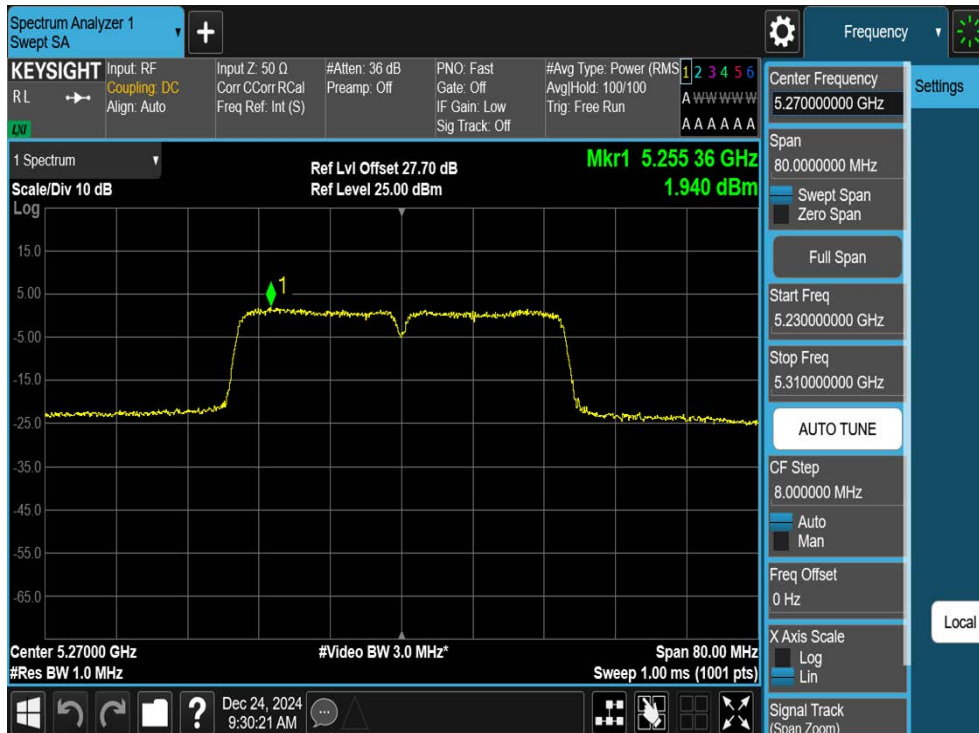 Spectrum Analyzer 1
Swept SA
+
Frequency
KEYSIGHT
RL
LXI
Input: RF
Coupling: DC
Align: Auto
Input Z: 50 Ω
Corr CCorr RCal
Freq Ref: Int (S)
#Atten: 36 dB
Preamp: Off
PNO: Fast
Gate: Off
IF Gain: Low
Sig Track: Off
#Avg Type: Power (RMS
Avg|Hold: 100/100
Trig: Free Run
1 2 3 4 5 6
A W W W W W
A A A A A A
Center Frequency
5.270000000 GHz
Settings
1 Spectrum
Scale/Div 10 dB
Log
Ref Lvl Offset 27.70 dB
Ref Level 25.00 dBm
Mkr1 5.255 36 GHz
1.940 dBm
Span
80.0000000 MHz
Swept Span
Zero Span
Full Span
Start Freq
5.230000000 GHz
Stop Freq
5.310000000 GHz
AUTO TUNE
CF Step
8.000000 MHz
Auto
Man
Freq Offset
0 Hz
X Axis Scale
Log
Lin
Signal Track
(Span Zoom)
Local
15.0
5.00
-5.00
-15.0
-25.0
-35.0
-45.0
-55.0
-65.0
1
Center 5.27000 GHz
#Res BW 1.0 MHz
#Video BW 3.0 MHz*
Span 80.00 MHz
Sweep 1.00 ms (1001 pts)
?
Dec 24, 2024
9:30:21 AM